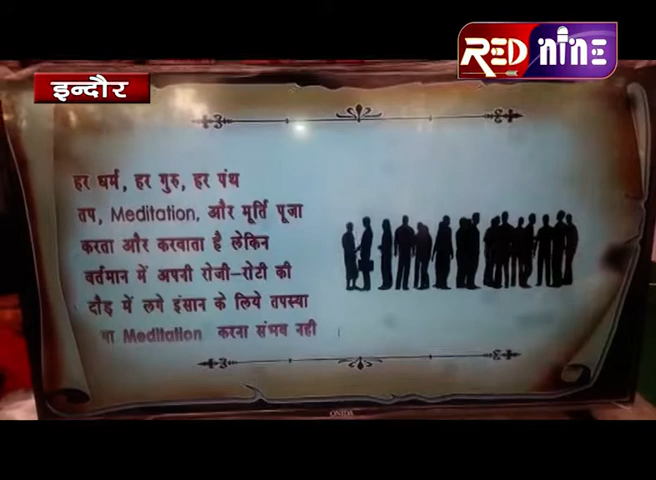 RED NINE
इन्दौर
हर धर्म, हर गुरु, हर पंथ
तप, Meditation, और मूर्ति पूजा
करता और करवाता है लेकिन
वर्तमान में अपनी रोजी-रोटी की
दौड़ में लगे इंसान के लिये तपस्या
या Meditation करना संभव नही
ONIDA